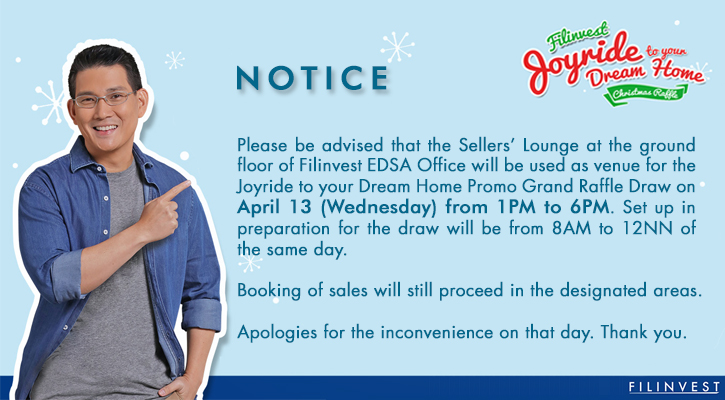 NOTICE
Filinvest
Joyride to your
Dream Home
Christmas Raffle
Please be advised that the Sellers’ Lounge at the ground
floor of Filinvest EDSA Office will be used as venue for the
Joyride to your Dream Home Promo Grand Raffle Draw on
April 13 (Wednesday) from 1PM to 6PM. Set up in
preparation for the draw will be from 8AM to 12NN of
the same day.
Booking of sales will still proceed in the designated areas.
Apologies for the inconvenience on that day. Thank you.
FILINVEST